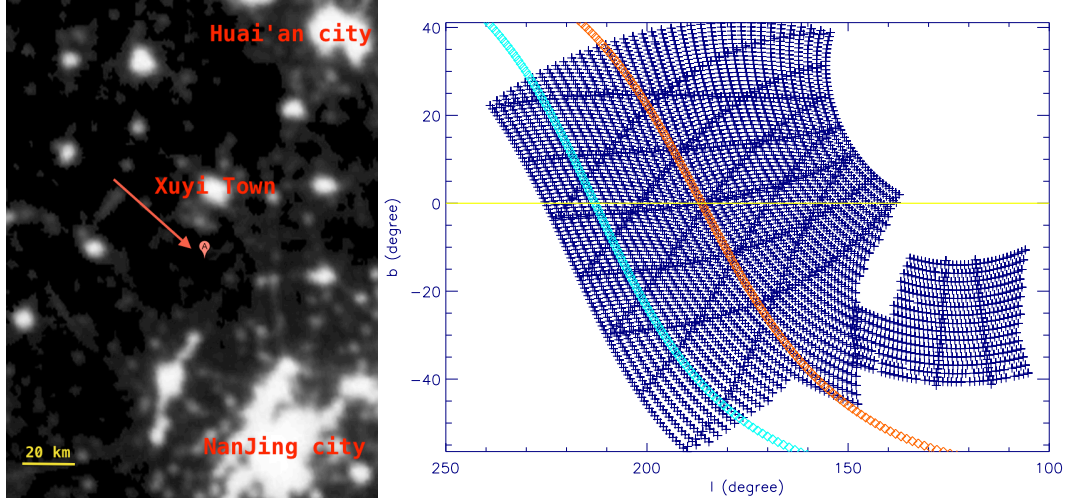 Huai'an city
Xuyi Town
A
NanJing city
20 km
40
20
0
−20
−40
b (degree)
250 200 150 100
l (degree)